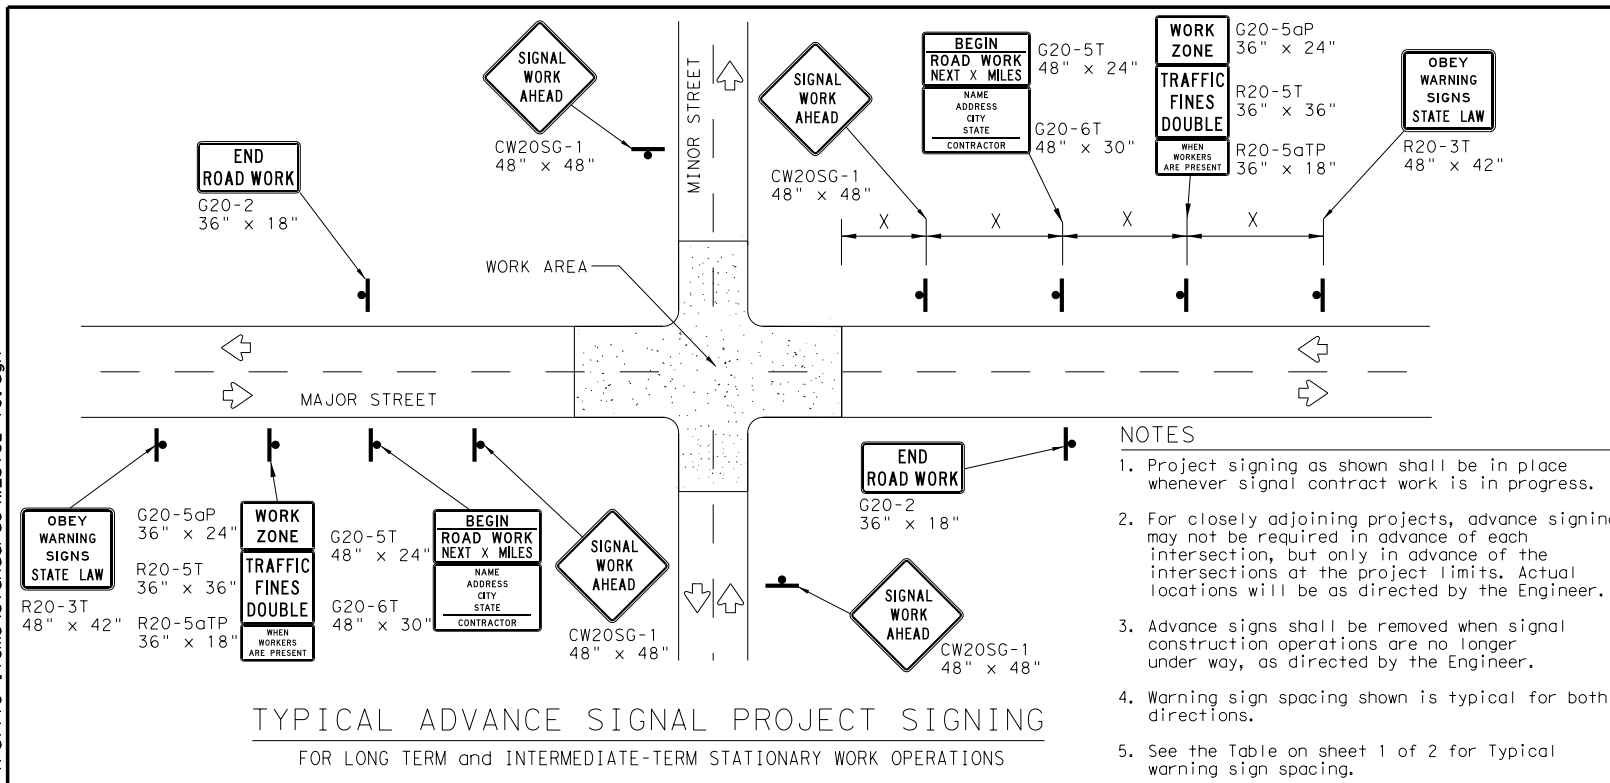 SIGNAL
WORK
AHEAD
CW20SG-1
48" x 48"
END
ROAD WORK
G20-2
36" x 18"
MINOR STREET
SIGNAL
WORK
AHEAD
CW20SG-1
48" x 48"
BEGIN
ROAD WORK
NEXT X MILES
NAME
ADDRESS
CITY
STATE
CONTRACTOR
G20-5T
48" x 24"
G20-6T
48" x 30"
WORK
ZONE
TRAFFIC
FINES
DOUBLE
WHEN
WORKERS
ARE PRESENT
G20-5aP
36" x 24"
R20-5T
36" x 36"
R20-5aTP
36" x 18"
OBEY
WARNING
SIGNS
STATE LAW
R20-3T
48" x 42"
X
X
X
X
WORK AREA
MAJOR STREET
OBEY
WARNING
SIGNS
STATE LAW
R20-3T
48" x 42"
G20-5aP
36" x 24"
R20-5T
36" x 36"
R20-5aTP
36" x 18"
WORK
ZONE
TRAFFIC
FINES
DOUBLE
WHEN
WORKERS
ARE PRESENT
G20-5T
48" x 24"
G20-6T
48" x 30"
BEGIN
ROAD WORK
NEXT X MILES
NAME
ADDRESS
CITY
STATE
CONTRACTOR
SIGNAL
WORK
AHEAD
CW20SG-1
48" x 48"
END
ROAD WORK
G20-2
36" x 18"
SIGNAL
WORK
AHEAD
CW20SG-1
48" x 48"
TYPICAL ADVANCE SIGNAL PROJECT SIGNING
FOR LONG TERM and INTERMEDIATE-TERM STATIONARY WORK OPERATIONS
NOTES
1. Project signing as shown shall be in place
whenever signal contract work is in progress.
2. For closely adjoining projects, advance signing
may not be required in advance of each
intersection, but only in advance of the
intersections at the project limits. Actual
locations will be as directed by the Engineer.
3. Advance signs shall be removed when signal
construction operations are no longer
under way, as directed by the Engineer.
4. Warning sign spacing shown is typical for both
directions.
5. See the Table on sheet 1 of 2 for Typical
warning sign spacing.